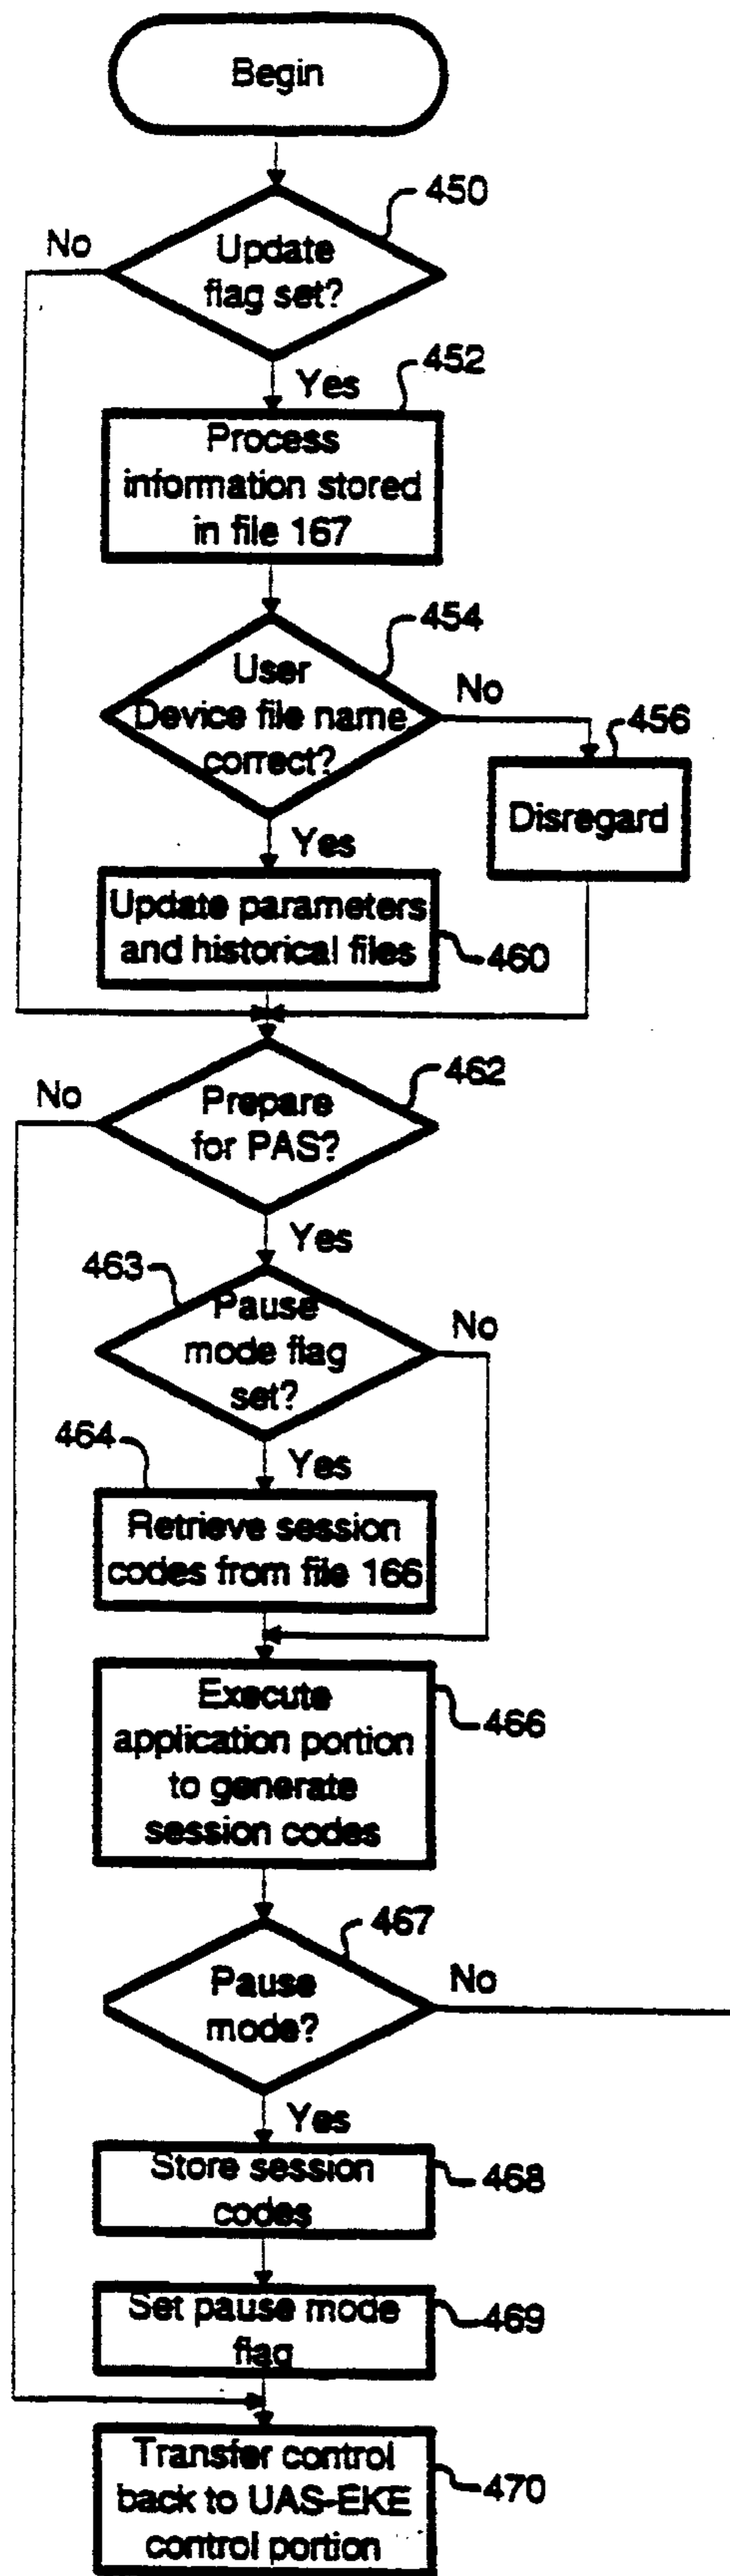 Begin
450
No
Update
flag set?
452
Yes
Process
information stored
in file 167
454
User
Device file name
correct?
No
456
Disregard
Yes
Update parameters
and historical files
460
462
No
Prepare
for PAS?
Yes
463
Pause
mode flag
set?
No
464
Yes
Retrieve session
codes from file 166
Execute
application portion
to generate
session codes
466
467
Pause
mode?
No
Yes
Store session
codes
468
Set pause mode
flag
469
Transfer control
back to UAS-EKE
control portion
470